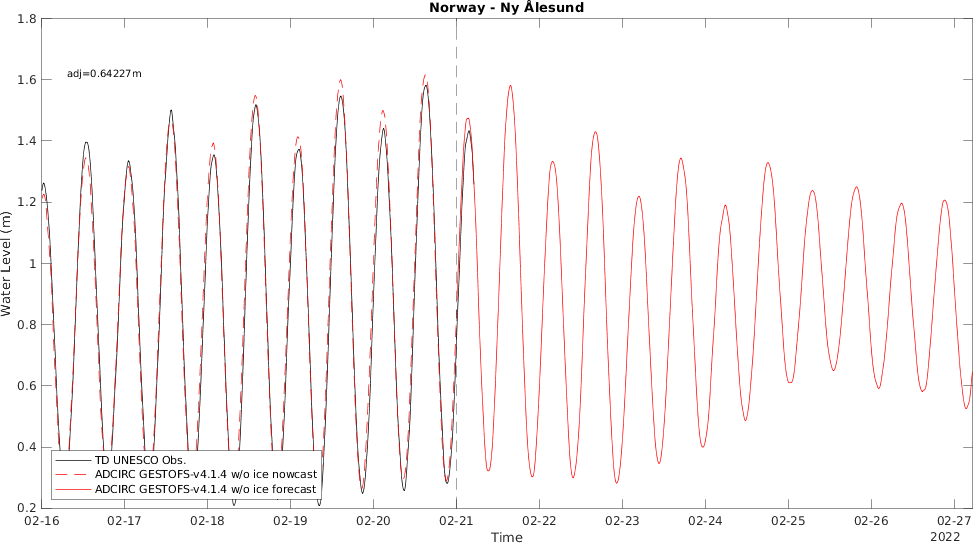 Norway - Ny Ålesund
1.8
1.6
1.4
1.2
1
0.8
0.6
0.4
0.2
Water Level (m)
adj=0.64227m
TD UNESCO Obs.
ADCIRC GESTOFS-v4.1.4 w/o ice nowcast
ADCIRC GESTOFS-v4.1.4 w/o ice forecast
02-16 02-17 02-18 02-19 02-20 02-21 02-22 02-23 02-24 02-25 02-26 02-27
Time
2022